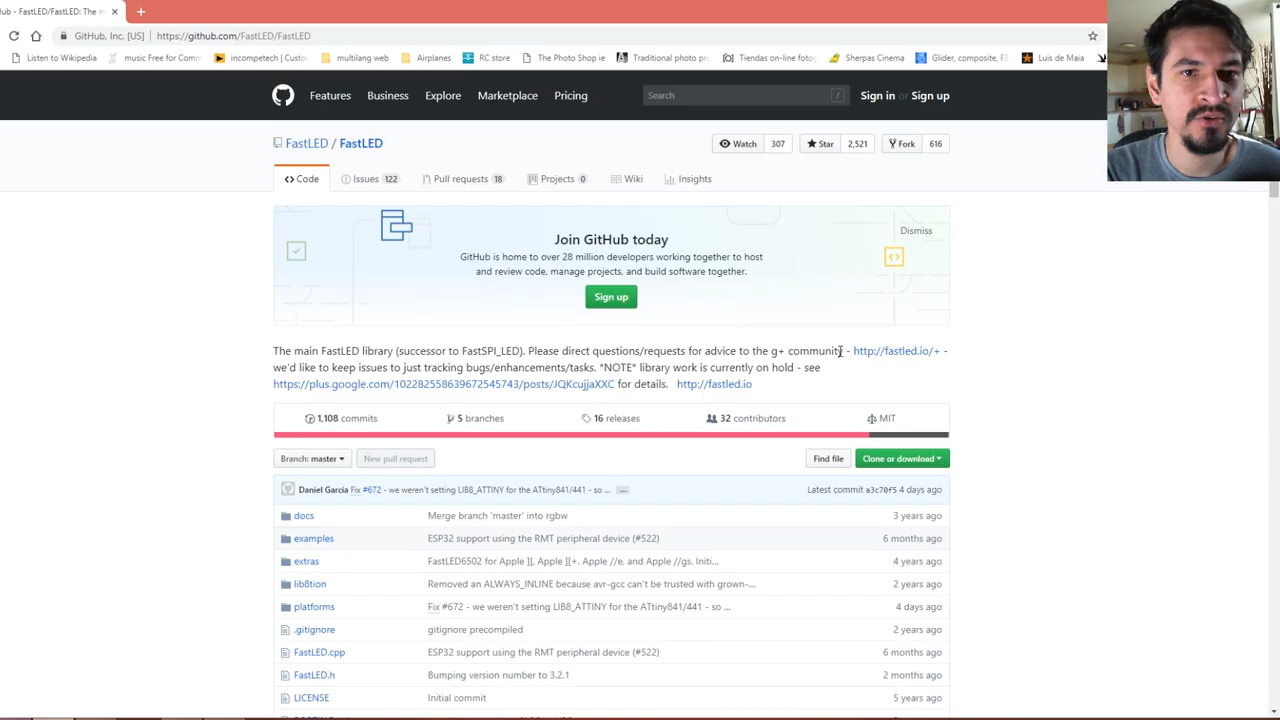 Hub - FastLED/FastLED: The m
GitHub, Inc. [US] https://github.com/FastLED/FastLED
Listen to Wikipedia music Free for Comm incompetech | Custo multilang web Airplanes RC store The Photo Shop ie Traditional photo pro Tiendas on-line fotog Sherpas Cinema Glider, composite, F3 Luis de Maia
Features Business Explore Marketplace Pricing Search / Sign in or Sign up
FastLED / FastLED Watch 307 Star 2,521 Fork 616
Code Issues 122 Pull requests 18 Projects 0 Wiki Insights
Dismiss
Join GitHub today
GitHub is home to over 28 million developers working together to host
and review code, manage projects, and build software together.
Sign up
The main FastLED library (successor to FastSPI_LED). Please direct questions/requests for advice to the g+ community - http://fastled.io/+ -
we'd like to keep issues to just tracking bugs/enhancements/tasks. *NOTE* library work is currently on hold - see
https://plus.google.com/102282558639672545743/posts/JQKcujjaXXC for details. http://fastled.io
1,108 commits 5 branches 16 releases 32 contributors MIT
Branch: master New pull request Find file Clone or download
Daniel Garcia Fix #672 - we weren't setting LIB8_ATTINY for the ATtiny841/441 - so ... ... Latest commit a3c70f5 4 days ago
docs Merge branch 'master' into rgbw 3 years ago
examples ESP32 support using the RMT peripheral device (#522) 6 months ago
extras FastLED6502 for Apple ][, Apple ][+, Apple //e, and Apple //gs. Initi... 4 years ago
lib8tion Removed an ALWAYS_INLINE because avr-gcc can't be trusted with grown-... 2 years ago
platforms Fix #672 - we weren't setting LIB8_ATTINY for the ATtiny841/441 - so ... 4 days ago
.gitignore gitignore precompiled 2 years ago
FastLED.cpp ESP32 support using the RMT peripheral device (#522) 6 months ago
FastLED.h Bumping version number to 3.2.1 2 months ago
LICENSE Initial commit 5 years ago